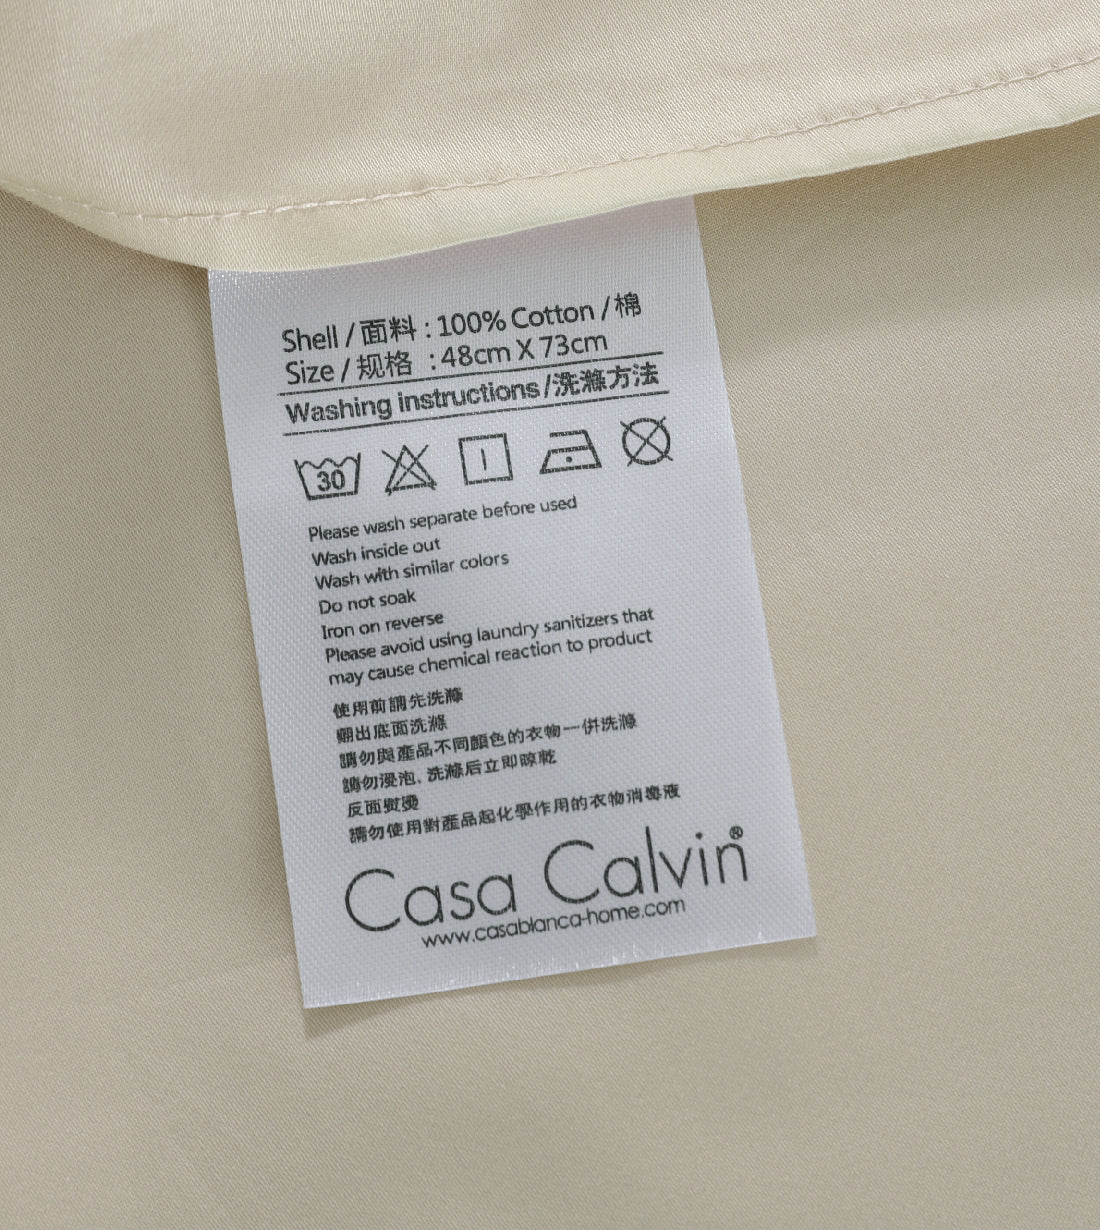 Shell / 面料 : 100% Cotton / 棉
Size / 规格 : 48cm X 73cm
Washing instructions/洗滌方法
30
Please wash separate before used
Wash inside out
Wash with similar colors
Do not soak
Iron on reverse
Please avoid using laundry sanitizers that
may cause chemical reaction to product
使用前請先洗滌
翻出底面洗滌
請勿與產品不同顏色的衣物一併洗滌
請勿浸泡, 洗滌后立即晾乾
反面熨燙
請勿使用對產品起化學作用的衣物消毒液
Casa Calvin®
www.casablanca-home.com